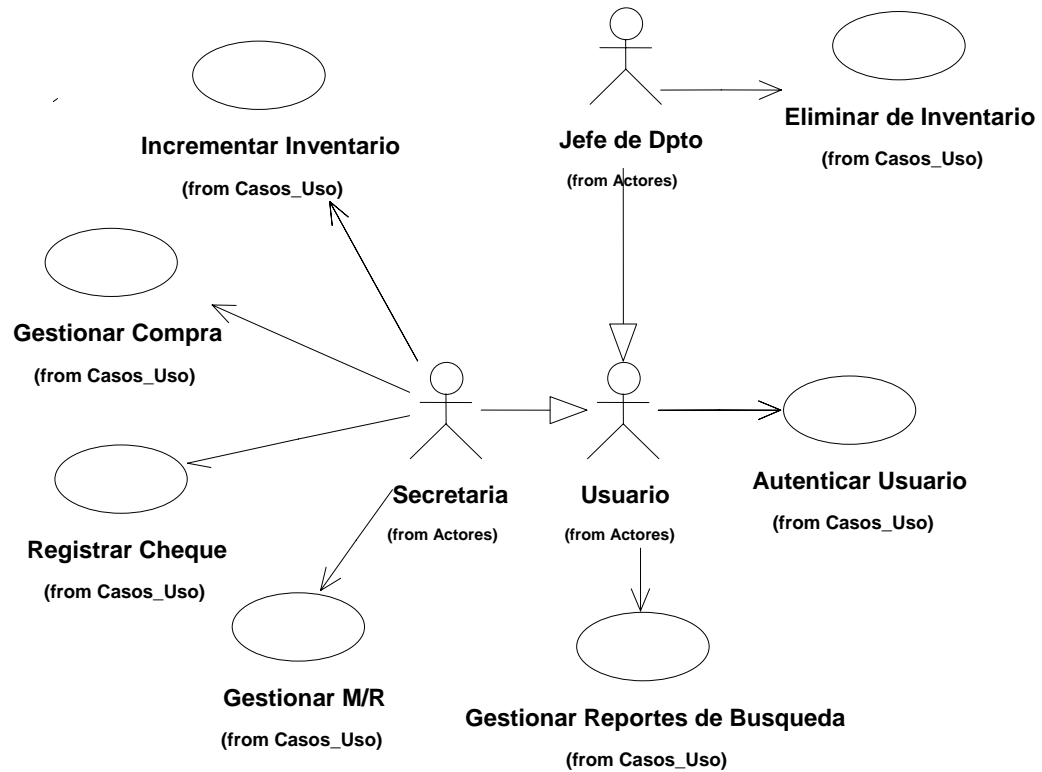 Incrementar Inventario
(from Casos_Uso)
Jefe de Dpto
(from Actores)
Eliminar de Inventario
(from Casos_Uso)
Gestionar Compra
(from Casos_Uso)
Registrar Cheque
(from Casos_Uso)
Secretaria
(from Actores)
Usuario
(from Actores)
Autenticar Usuario
(from Casos_Uso)
Gestionar M/R
(from Casos_Uso)
Gestionar Reportes de Busqueda
(from Casos_Uso)